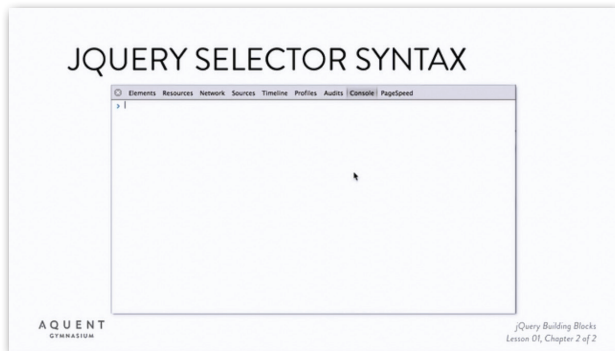 JQUERY SELECTOR SYNTAX
Elements Resources Network Sources Timeline Profiles Audits Console PageSpeed
>
AQUENT
GYMNASIUM
jQuery Building Blocks
Lesson 01, Chapter 2 of 2